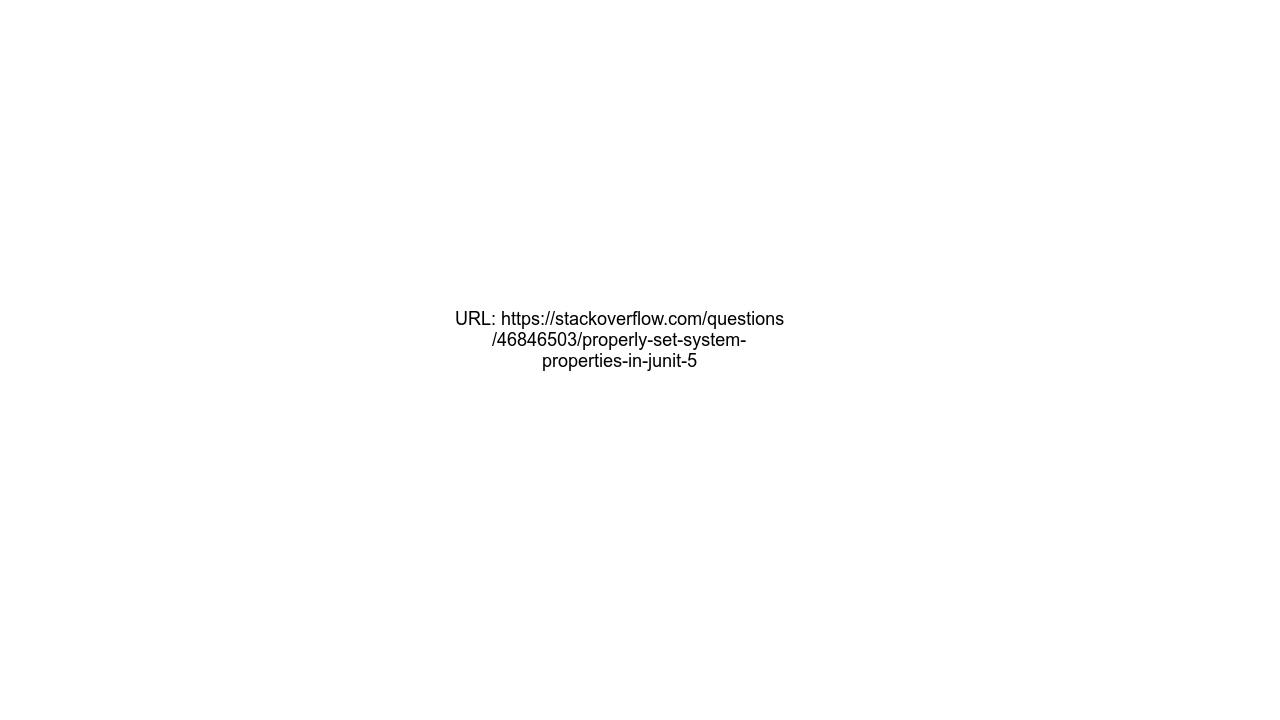 URL: https://stackoverflow.com/questions
/46846503/properly-set-system-
properties-in-junit-5